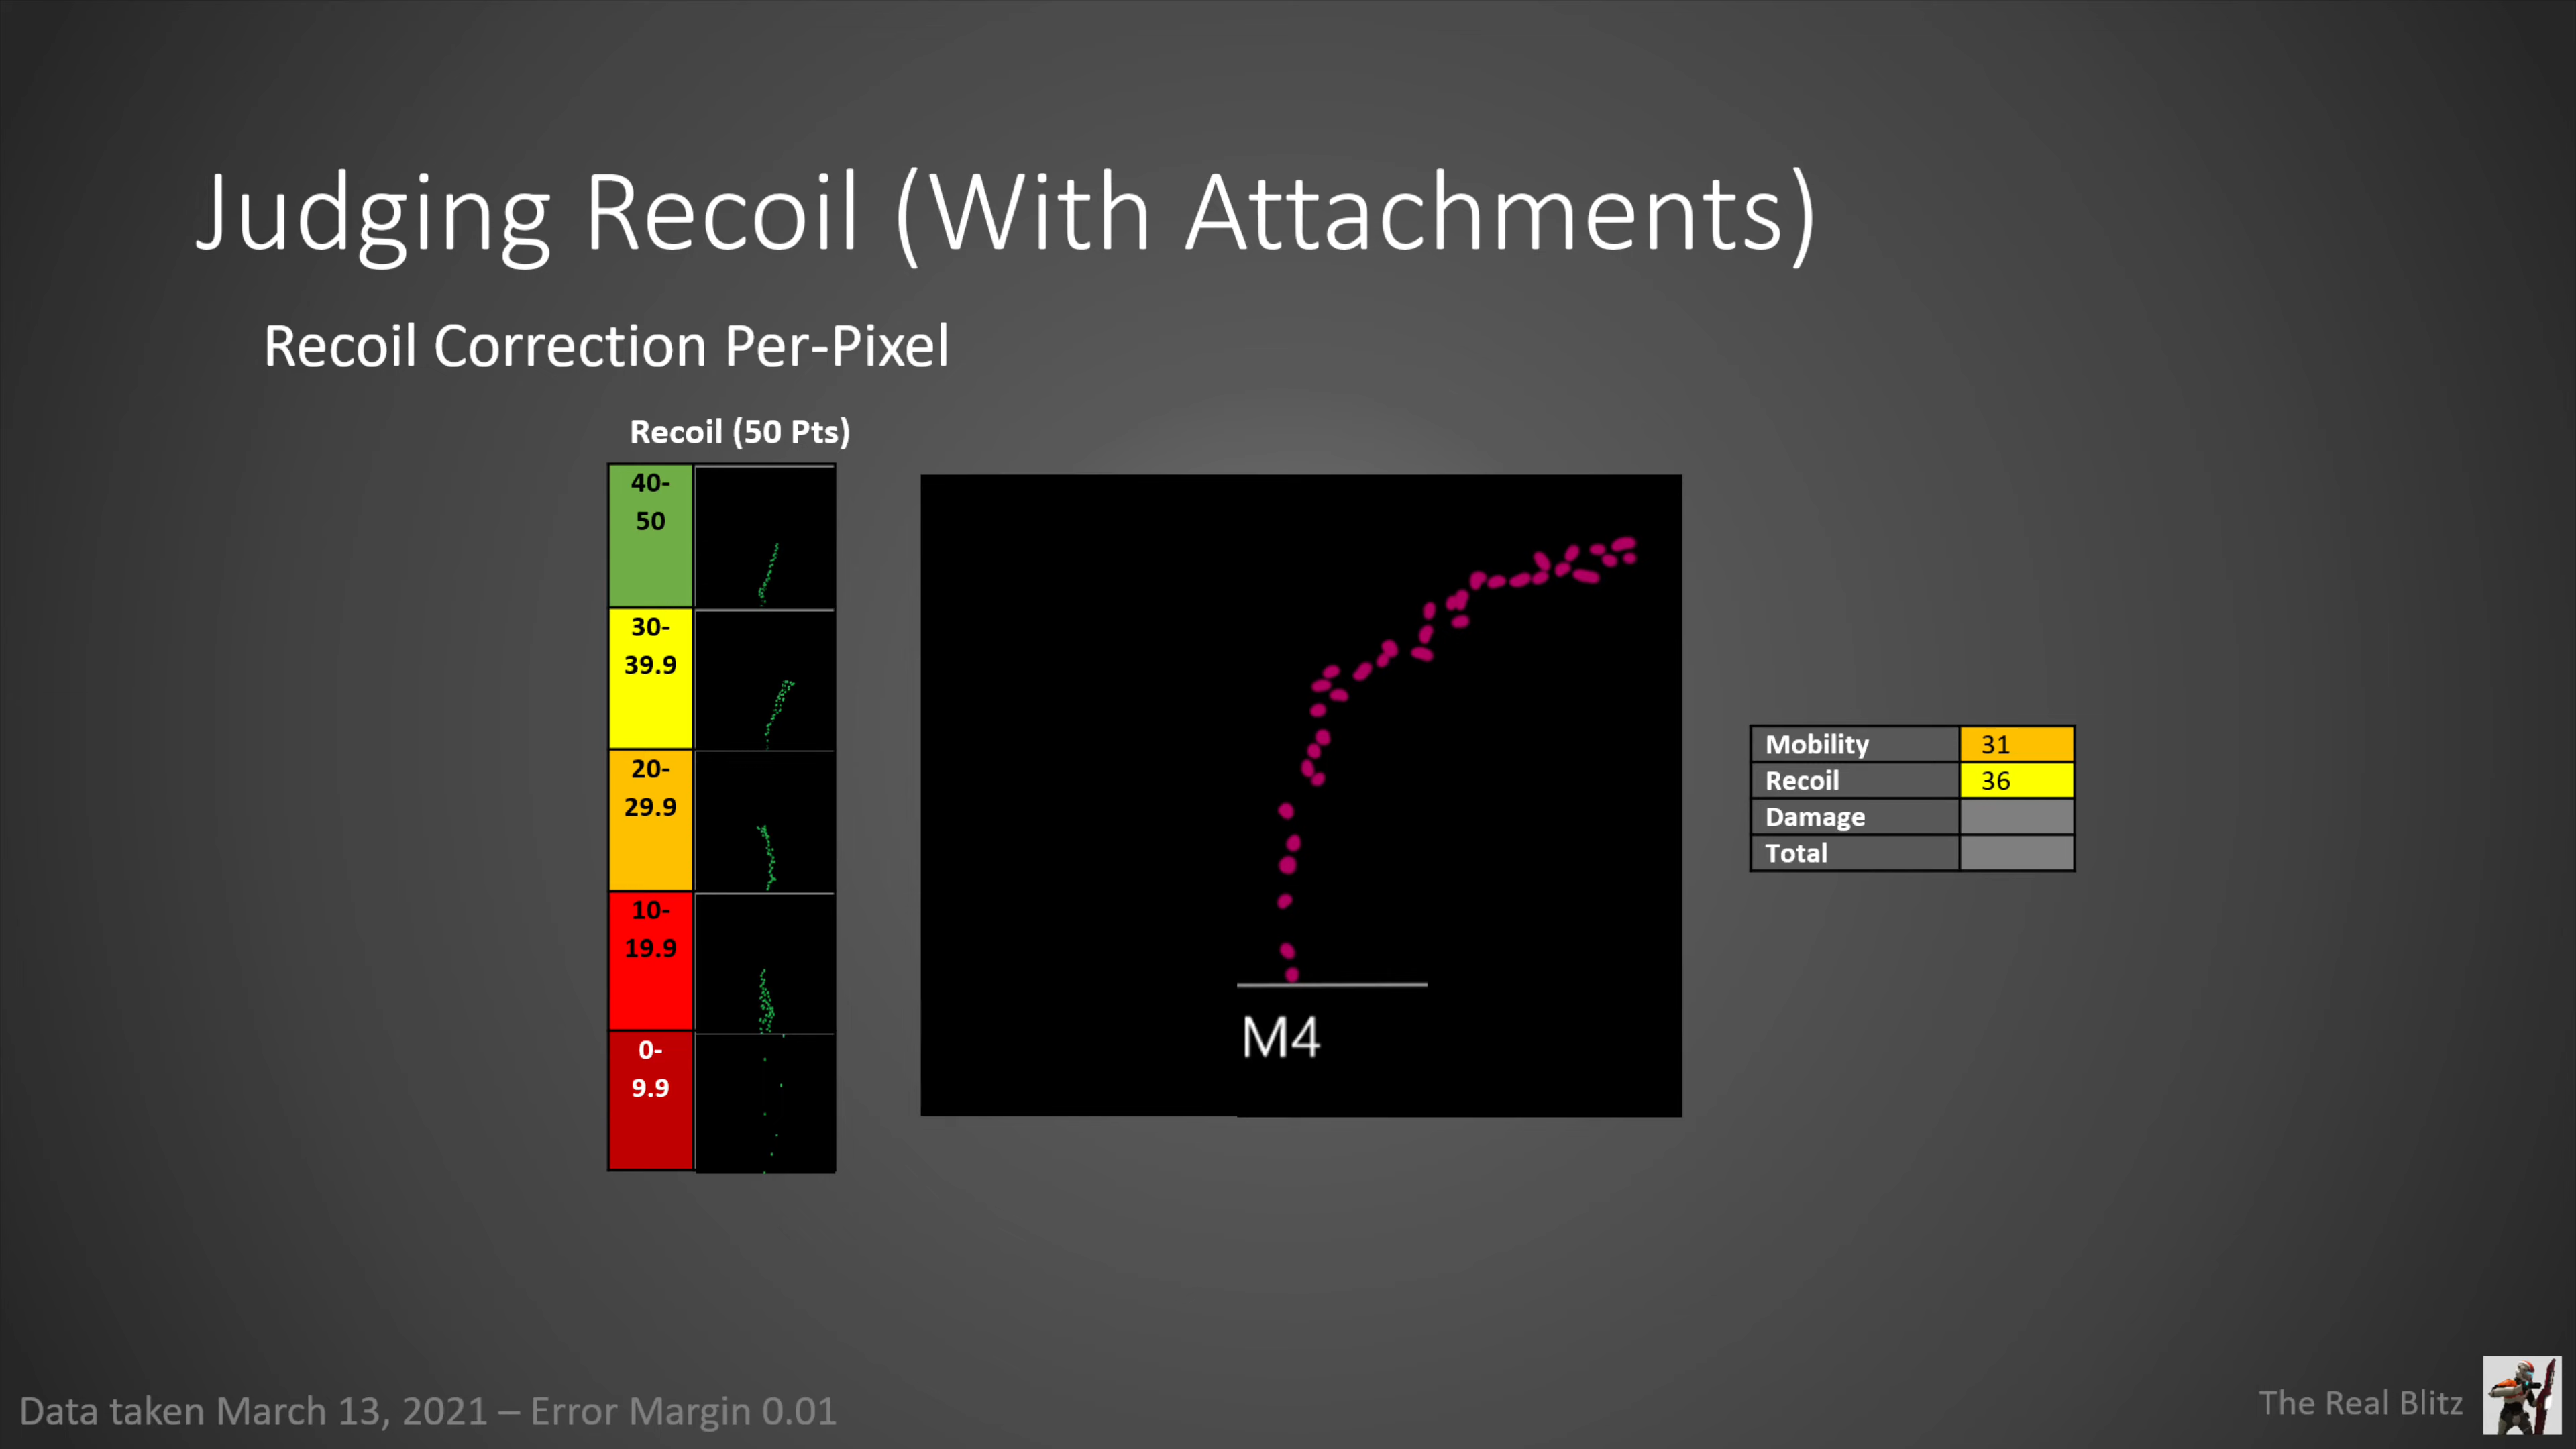 Judging Recoil (With Attachments)
Recoil Correction Per-Pixel
Recoil (50 Pts)
40-
50
30-
39.9
20-
29.9
10-
19.9
0-
9.9
M4
Mobility 31
Recoil 36
Damage
Total
Data taken March 13, 2021 – Error Margin 0.01
The Real Blitz